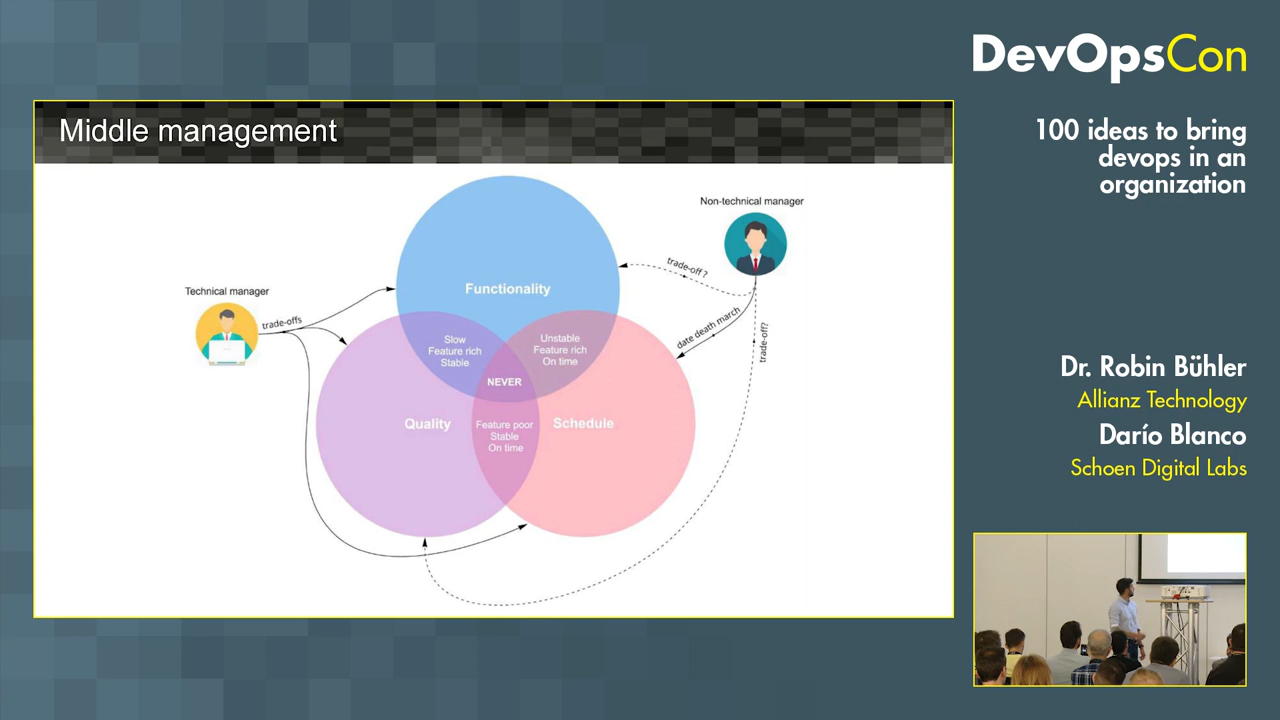 DevOpsCon
100 ideas to bring
devops in an
organization
Middle management
Non-technical manager
trade-off ?
Functionality
Technical manager
trade-offs
date death march
trade-off?
Slow
Feature rich
Stable
Unstable
Feature rich
On time
NEVER
Quality
Feature poor
Stable
On time
Schedule
Dr. Robin Bühler
Allianz Technology
Darío Blanco
Schoen Digital Labs